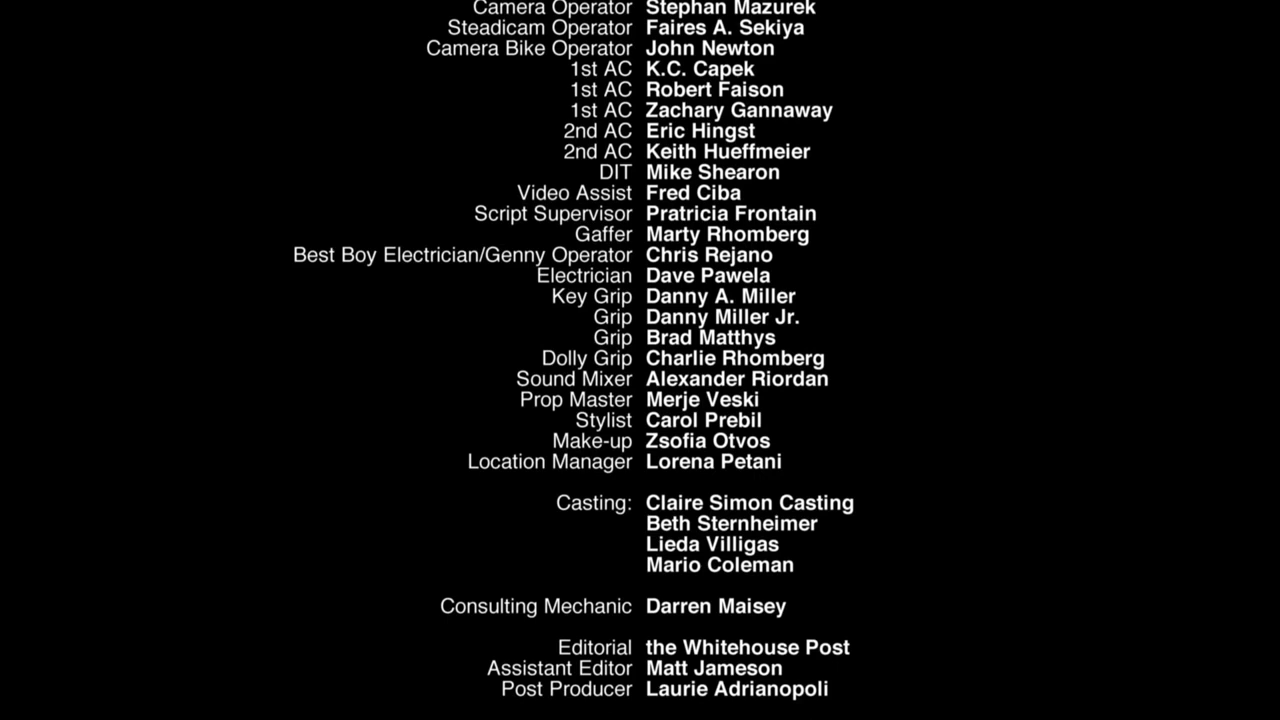 Camera Operator Stephan Mazurek
Steadicam Operator Faires A. Sekiya
Camera Bike Operator John Newton
1st AC K.C. Capek
1st AC Robert Faison
1st AC Zachary Gannaway
2nd AC Eric Hingst
2nd AC Keith Hueffmeier
DIT Mike Shearon
Video Assist Fred Ciba
Script Supervisor Pratricia Frontain
Gaffer Marty Rhomberg
Best Boy Electrician/Genny Operator Chris Rejano
Electrician Dave Pawela
Key Grip Danny A. Miller
Grip Danny Miller Jr.
Grip Brad Matthys
Dolly Grip Charlie Rhomberg
Sound Mixer Alexander Riordan
Prop Master Merje Veski
Stylist Carol Prebil
Make-up Zsofia Otvos
Location Manager Lorena Petani
Casting: Claire Simon Casting
Beth Sternheimer
Lieda Villigas
Mario Coleman
Consulting Mechanic Darren Maisey
Editorial the Whitehouse Post
Assistant Editor Matt Jameson
Post Producer Laurie Adrianopoli